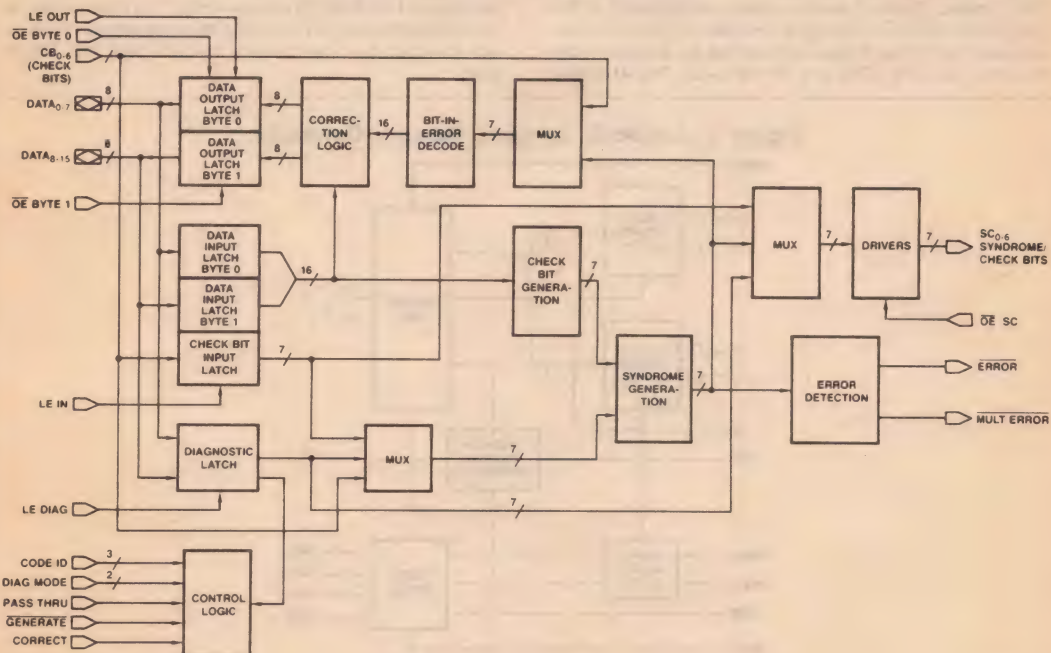 LE OUT
OE BYTE 0
CB0-6
(CHECK
BITS)
DATA0-7
8
DATA8-15
8
OE BYTE 1
DATA
OUTPUT
LATCH
BYTE 0
DATA
OUTPUT
LATCH
BYTE 1
8
8
CORREC-
TION
LOGIC
16
BIT-IN-
ERROR
DECODE
7
MUX
DATA
INPUT
LATCH
BYTE 0
DATA
INPUT
LATCH
BYTE 1
16
CHECK BIT
INPUT
LATCH
7
LE IN
CHECK
BIT
GENERA-
TION
7
SYNDROME
GENERA-
TION
7
MUX
7
DRIVERS
7
SC0-6
SYNDROME/
CHECK BITS
OE SC
ERROR
DETECTION
ERROR
MULT ERROR
DIAGNOSTIC
LATCH
MUX
7
7
LE DIAG
CODE ID
3
DIAG MODE
2
PASS THRU
GENERATE
CORRECT
CONTROL
LOGIC